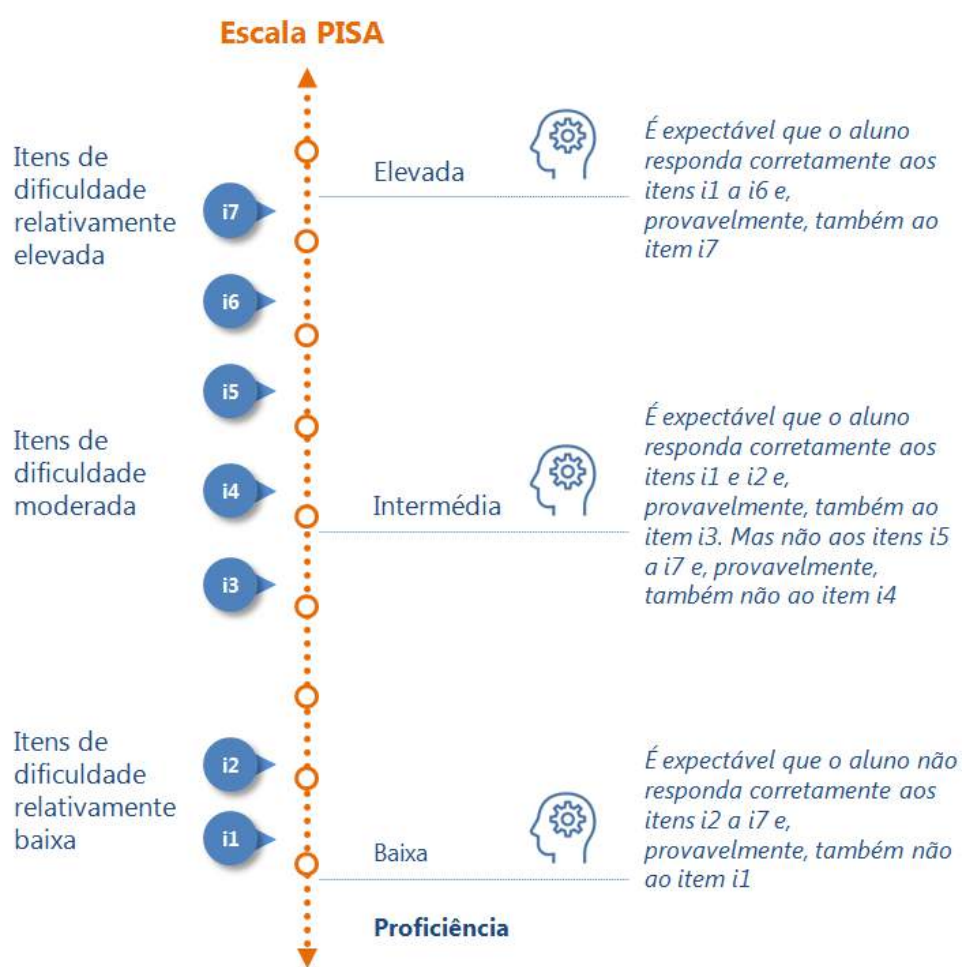 Escala PISA
Itens de
dificuldade
relativamente
elevada
i7
i6
Elevada
É expectável que o aluno
responda corretamente aos
itens i1 a i6 e,
provavelmente, também ao
item i7
i5
Itens de
dificuldade
moderada
i4
i3
Intermédia
É expectável que o aluno
responda corretamente aos
itens i1 e i2 e,
provavelmente, também ao
item i3. Mas não aos itens i5
a i7 e, provavelmente,
também não ao item i4
Itens de
dificuldade
relativamente
baixa
i2
i1
Baixa
É expectável que o aluno não
responda corretamente aos
itens i2 a i7 e,
provavelmente, também não
ao item i1
Proficiência